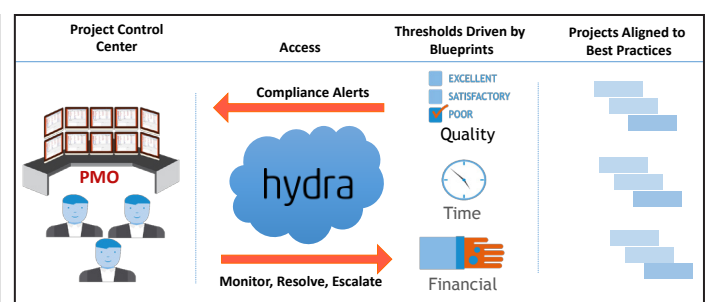 Project Control
Center
Access
Thresholds Driven by
Blueprints
Projects Aligned to
Best Practices
Compliance Alerts
PMO
hydra
Monitor, Resolve, Escalate
EXCELLENT
SATISFACTORY
POOR
Quality
Time
Financial